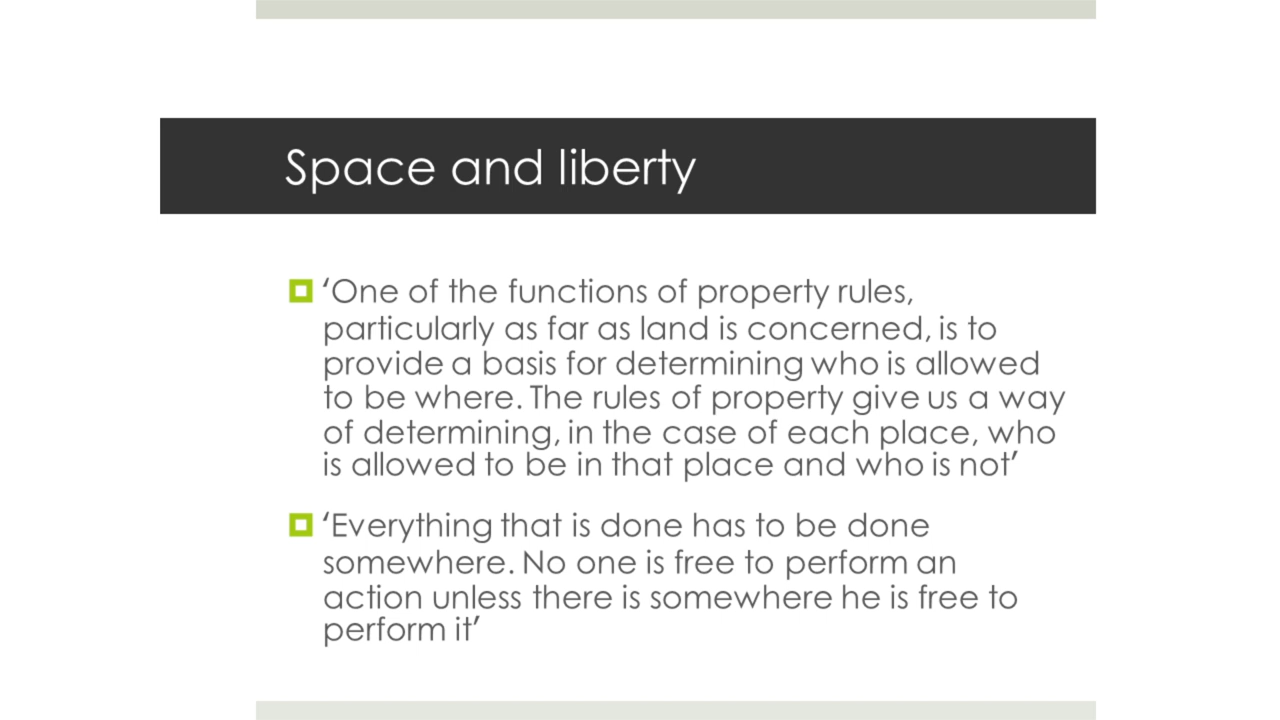 Space and liberty
‘One of the functions of property rules,
particularly as far as land is concerned, is to
provide a basis for determining who is allowed
to be where. The rules of property give us a way
of determining, in the case of each place, who
is allowed to be in that place and who is not’
‘Everything that is done has to be done
somewhere. No one is free to perform an
action unless there is somewhere he is free to
perform it’